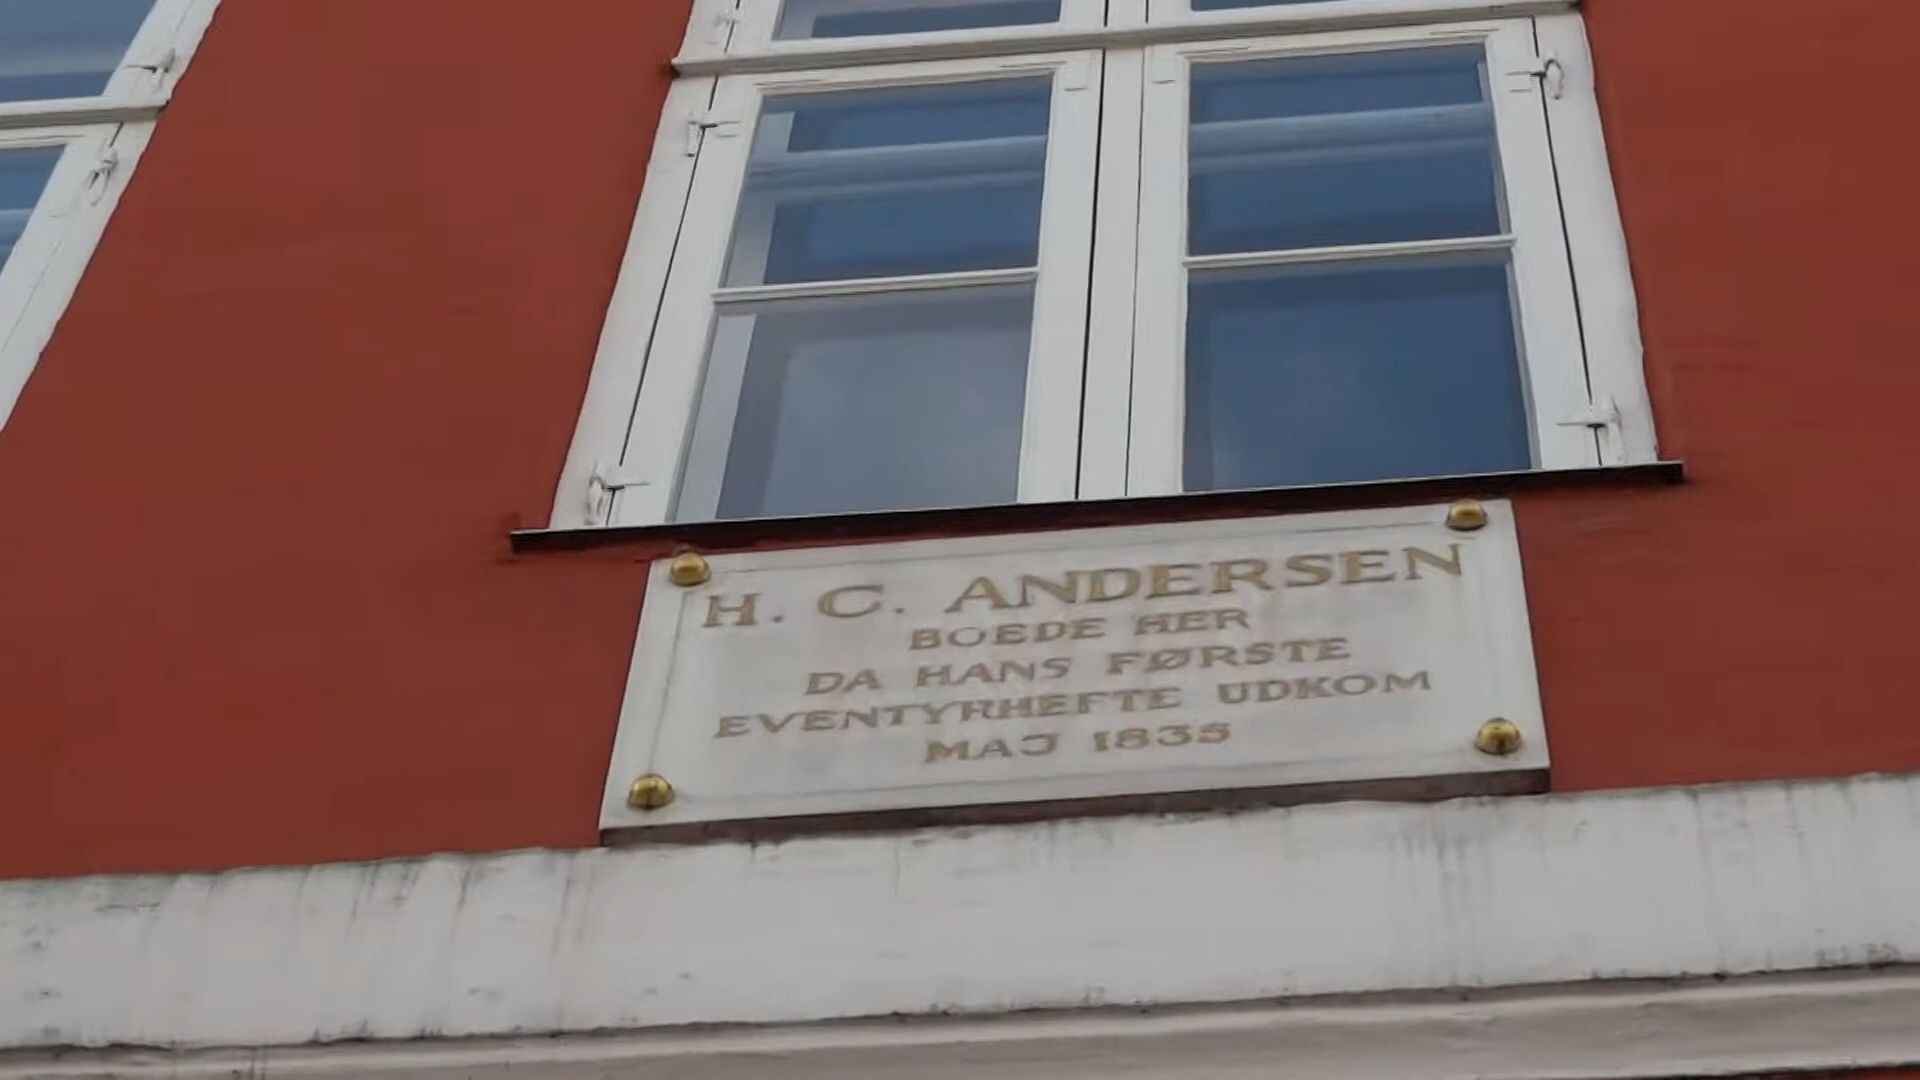 H. C. ANDERSEN
BOEDE HER
DA HANS FØRSTE
EVENTYRHEFTE UDKOM
MAJ 1835